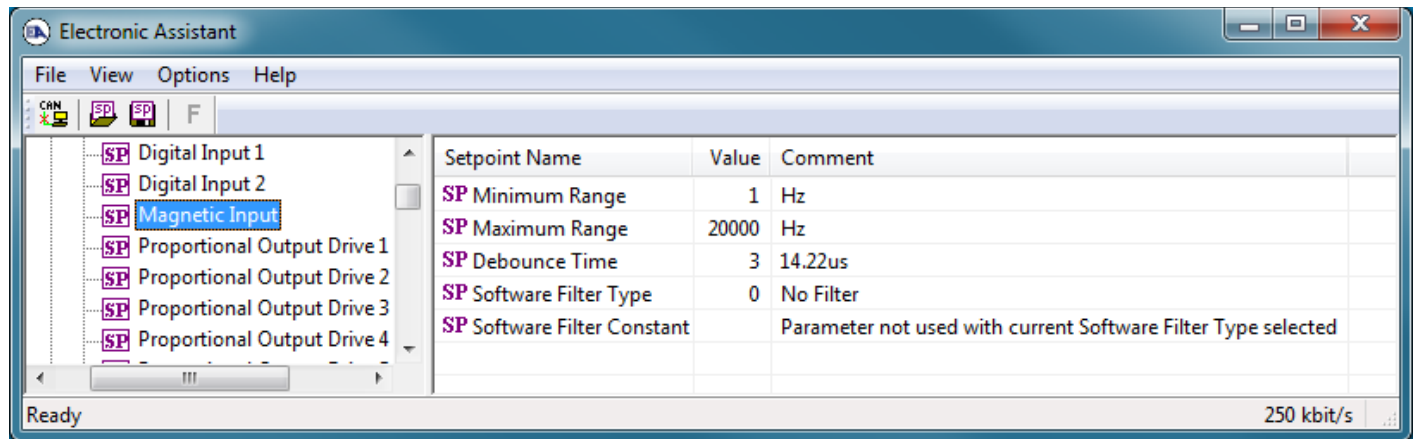 EA Electronic Assistant
File View Options Help
CAN SP SP F
SP Digital Input 1
SP Digital Input 2
SP Magnetic Input
SP Proportional Output Drive 1
SP Proportional Output Drive 2
SP Proportional Output Drive 3
SP Proportional Output Drive 4
Setpoint Name Value Comment
SP Minimum Range 1 Hz
SP Maximum Range 20000 Hz
SP Debounce Time 3 14.22us
SP Software Filter Type 0 No Filter
SP Software Filter Constant Parameter not used with current Software Filter Type selected
Ready 250 kbit/s